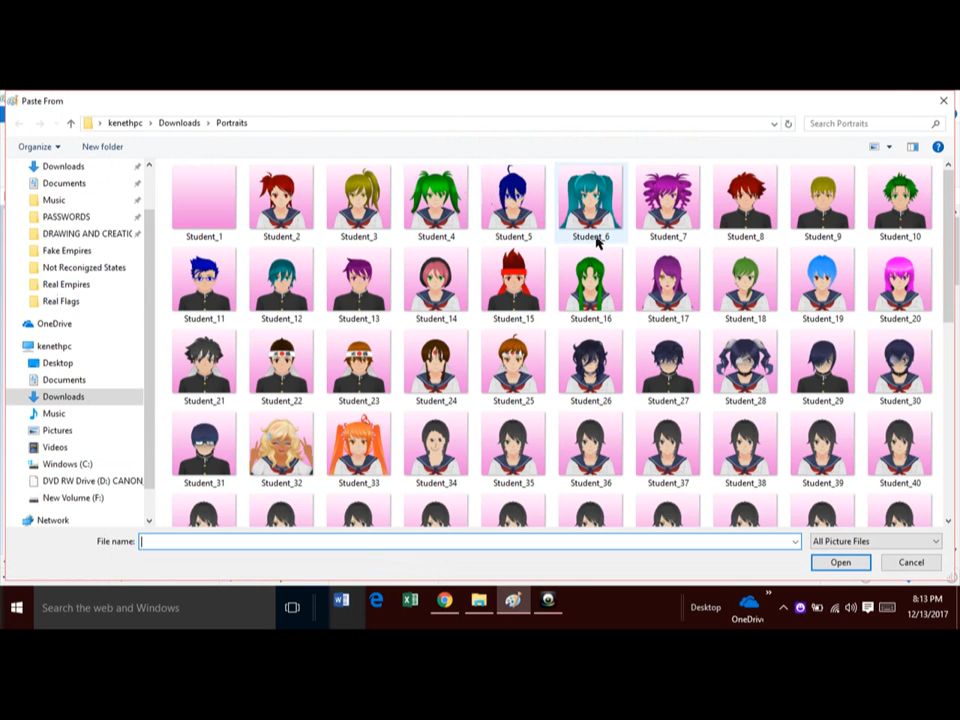 Paste From
kenethpc > Downloads > Portraits
Search Portraits
Organize
New folder
Downloads
Documents
Music
PASSWORDS
DRAWING AND CREATIC
Fake Empires
Not Reconigzed States
Real Empires
Real Flags
OneDrive
kenethpc
Desktop
Documents
Downloads
Music
Pictures
Videos
Windows (C:)
DVD RW Drive (D:) CANON
New Volume (F:)
Network
Student_1 Student_2 Student_3 Student_4 Student_5 Student_6 Student_7 Student_8 Student_9 Student_10
Student_11 Student_12 Student_13 Student_14 Student_15 Student_16 Student_17 Student_18 Student_19 Student_20
Student_21 Student_22 Student_23 Student_24 Student_25 Student_26 Student_27 Student_28 Student_29 Student_30
Student_31 Student_32 Student_33 Student_34 Student_35 Student_36 Student_37 Student_38 Student_39 Student_40
File name:
All Picture Files
Open
Cancel
Search the web and Windows
Desktop
OneDrive
8:13 PM
12/13/2017